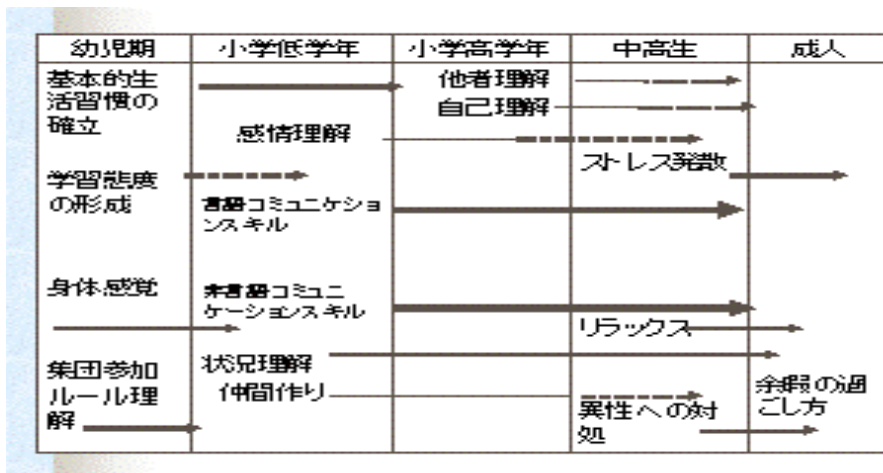 幼児期
小学低学年
小学高学年
中高生
成人
基本的生
活習慣の
確立
学習態度
の形成
身体感覚
集団参加
ルール理
解
感情理解
言語コミュニケショ
ンスキル
非言語コミュニ
ケーションスキル
状況理解
仲間作り
他者理解
自己理解
ストレス発散
リラックス
異性への対
処
余暇の過
ごし方